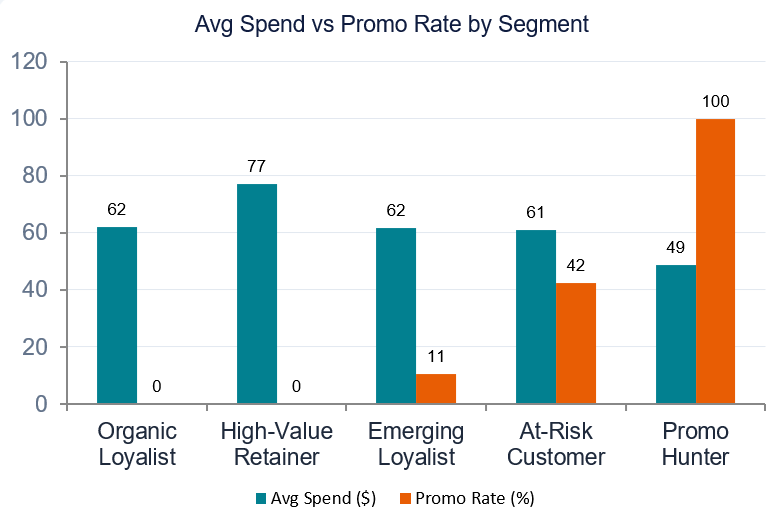 Avg Spend vs Promo Rate by Segment
120
100
80
60
40
20
0
62
0
77
0
62
11
61
42
49
100
Organic
Loyalist
High-Value
Retainer
Emerging
Loyalist
At-Risk
Customer
Promo
Hunter
Avg Spend ($)
Promo Rate (%)